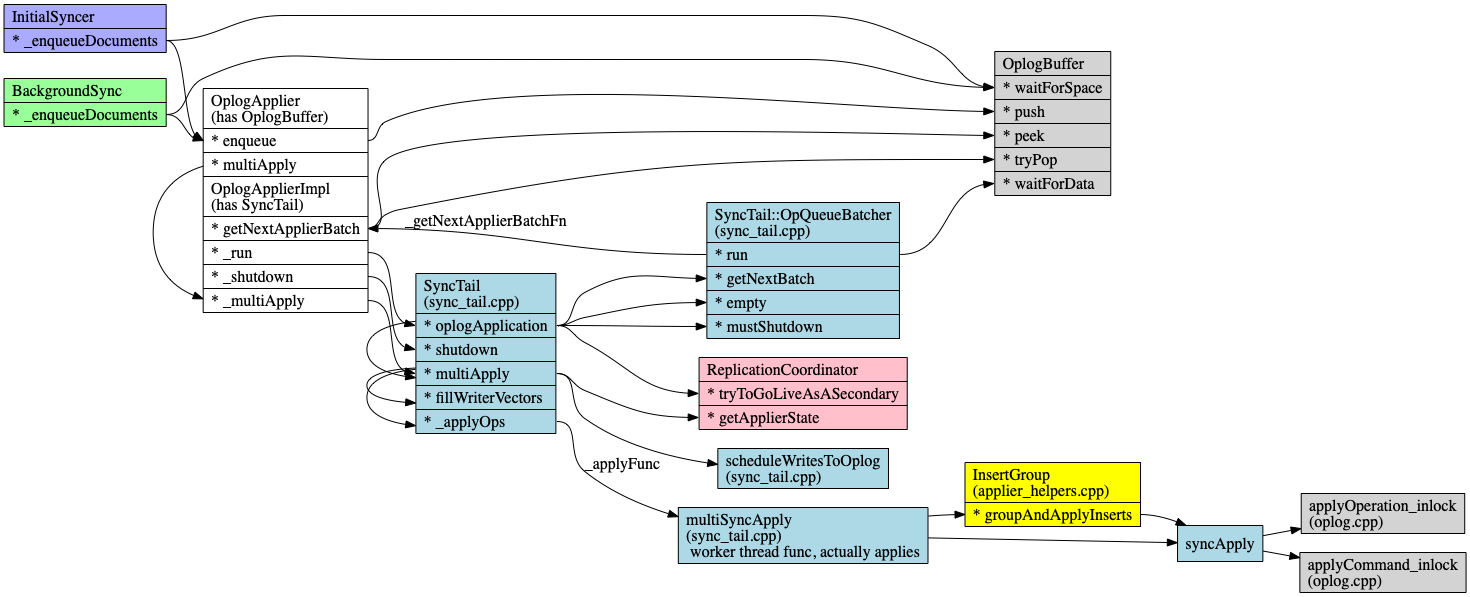 InitialSyncer
* _enqueueDocuments
BackgroundSync
* _enqueueDocuments
OplogApplier
(has OplogBuffer)
* enqueue
* multiApply
OplogApplierImpl
(has SyncTail)
* getNextApplierBatch
* _run
* _shutdown
* _multiApply
_getNextApplierBatchFn
SyncTail
(sync_tail.cpp)
* oplogApplication
* shutdown
* multiApply
* fillWriterVectors
* _applyOps
_applyFunc
OplogBuffer
* waitForSpace
* push
* peek
* tryPop
* waitForData
SyncTail::OpQueueBatcher
(sync_tail.cpp)
* run
* getNextBatch
* empty
* mustShutdown
ReplicationCoordinator
* tryToGoLiveAsASecondary
* getApplierState
scheduleWritesToOplog
(sync_tail.cpp)
multiSyncApply
(sync_tail.cpp)
worker thread func, actually applies
InsertGroup
(applier_helpers.cpp)
* groupAndApplyInserts
syncApply
applyOperation_inlock
(oplog.cpp)
applyCommand_inlock
(oplog.cpp)